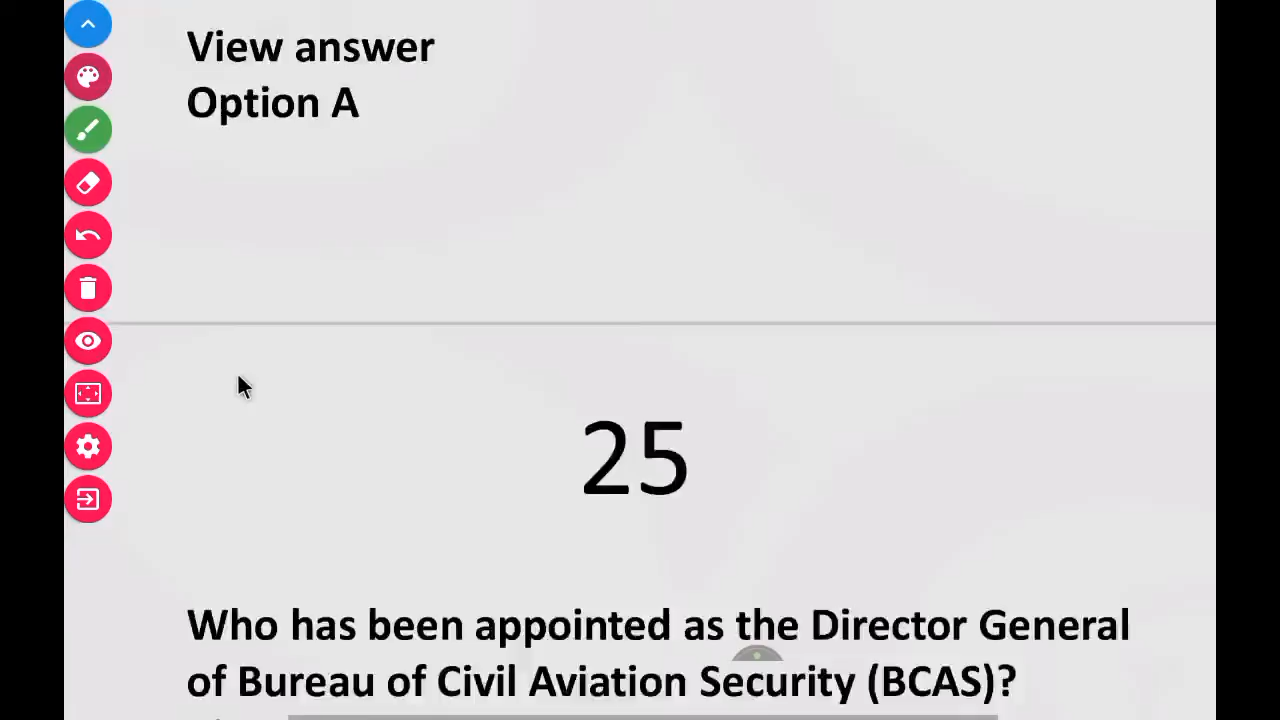 View answer
Option A
25
Who has been appointed as the Director General
of Bureau of Civil Aviation Security (BCAS)?